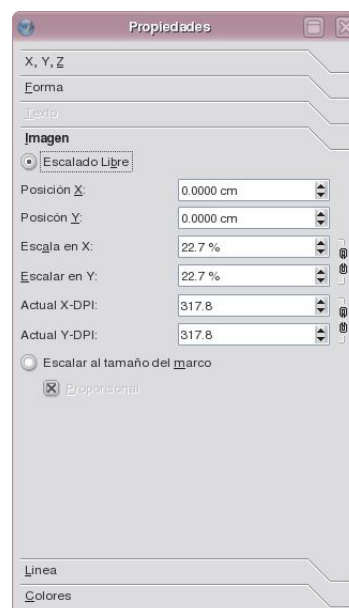 Propiedades
X, Y, Z
Forma
Texto
Imagen
Escalado Libre
Posición X: 0.0000 cm
Posicón Y: 0.0000 cm
Escala en X: 22.7 %
Escalar en Y: 22.7 %
Actual X-DPI: 317.8
Actual Y-DPI: 317.8
Escalar al tamaño del marco
Proporcional
Linea
Colores